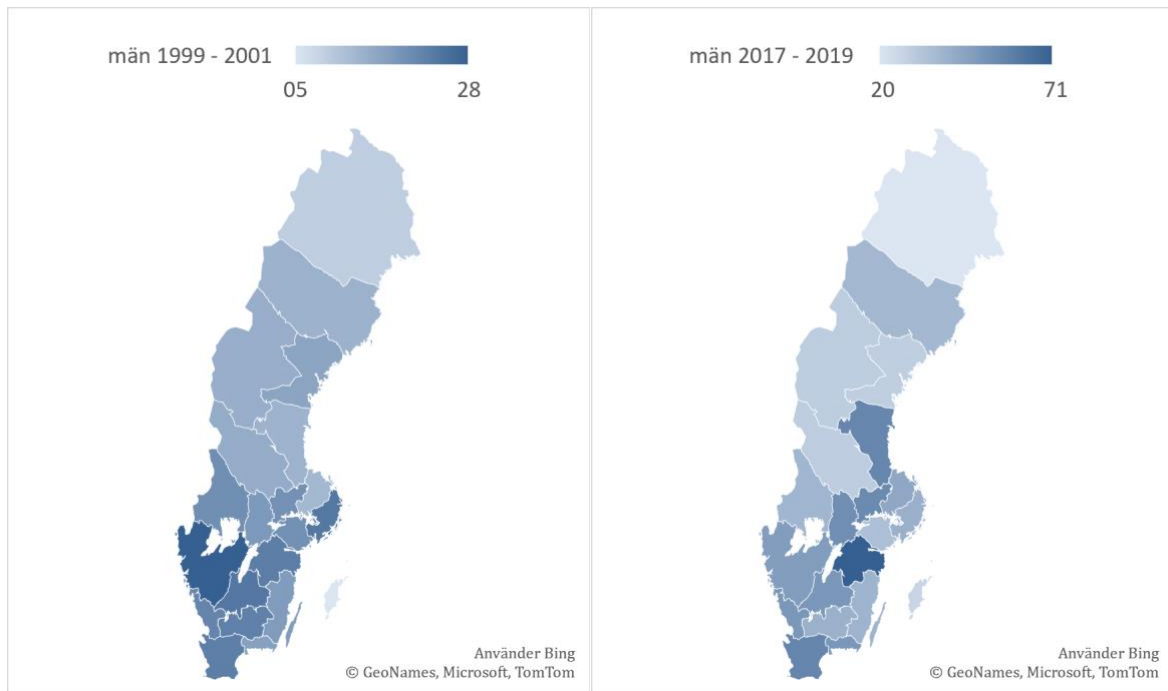 män 1999 - 2001
05 28
Använder Bing
© GeoNames, Microsoft, TomTom
män 2017 - 2019
20 71
Använder Bing
© GeoNames, Microsoft, TomTom